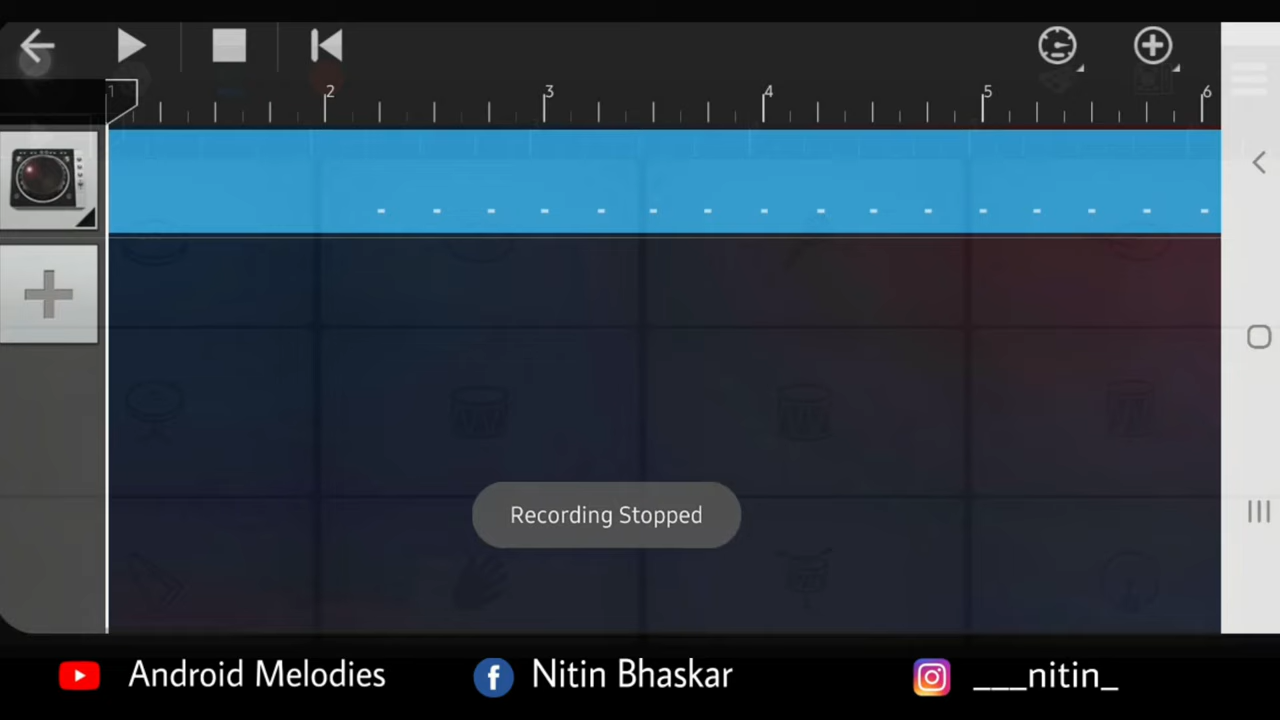 1 2 3 4 5 6
Recording Stopped
Android Melodies Nitin Bhaskar ___nitin_